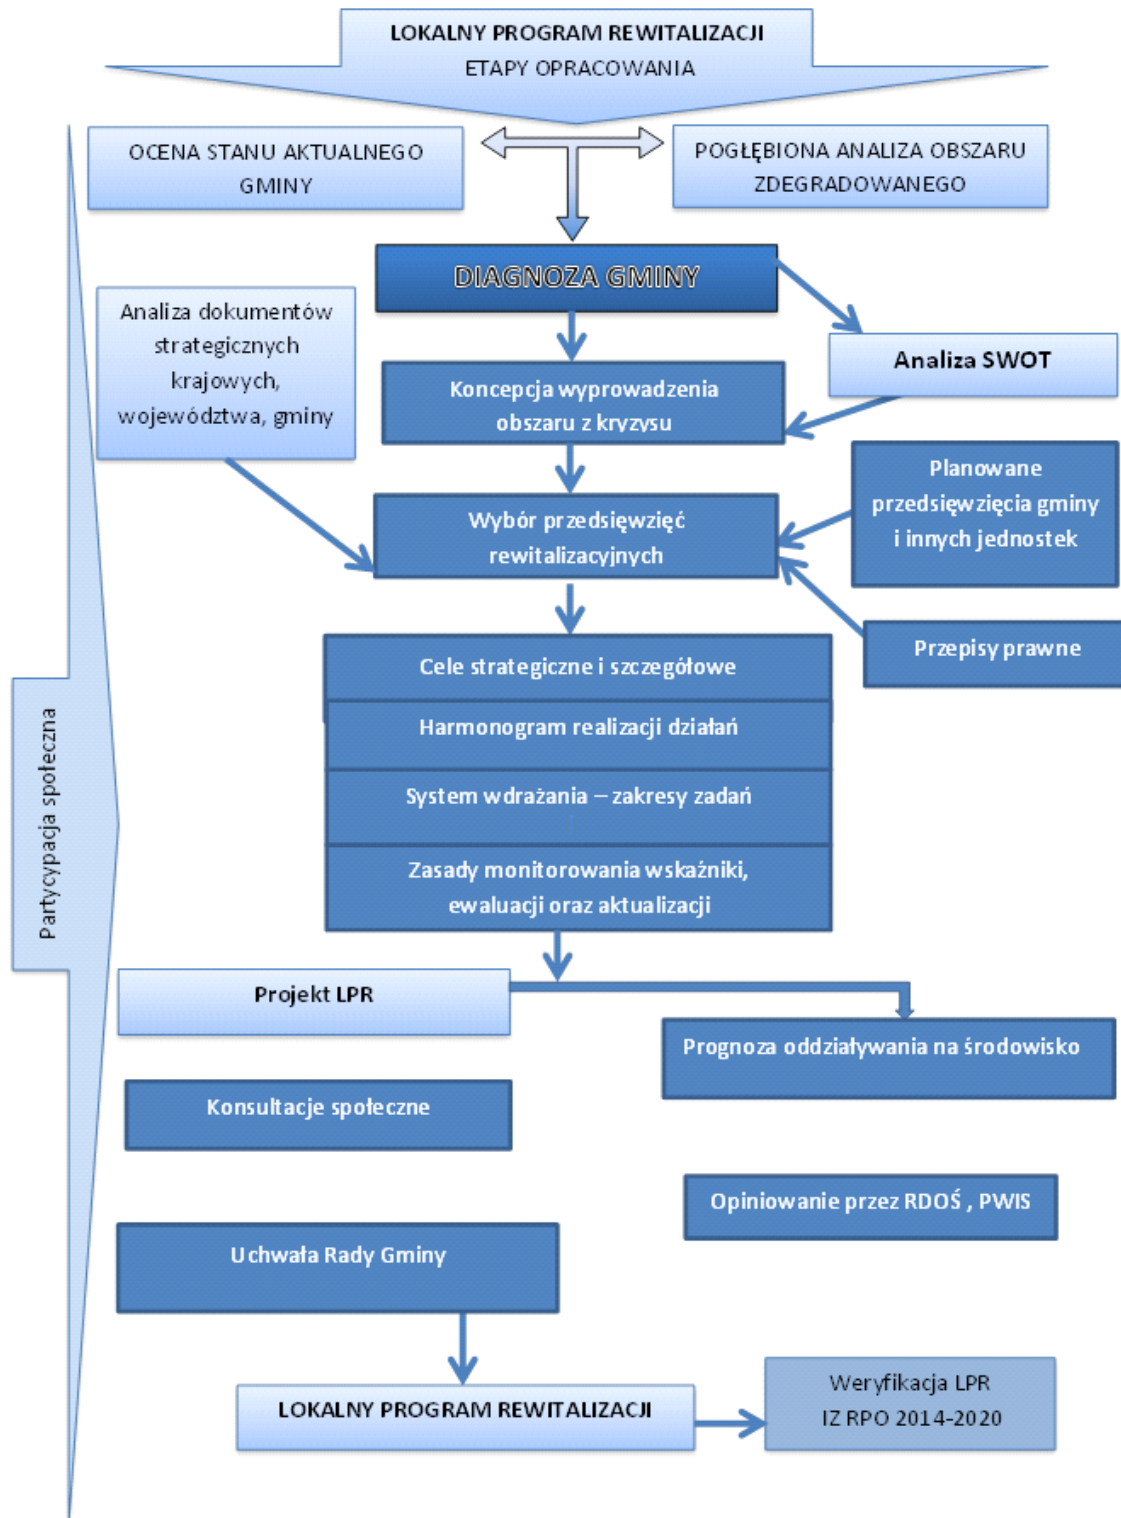 LOKALNY PROGRAM REWITALIZACJI
ETAPY OPRACOWANIA
OCENA STANU AKTUALNEGO
GMINY
POGŁĘBIONA ANALIZA OBSZARU
ZDEGRADOWANEGO
DIAGNOZA GMINY
Analiza dokumentów
strategicznych
krajowych,
województwa, gminy
Analiza SWOT
Koncepcja wyprowadzenia
obszaru z kryzysu
Planowane
przedsięwzięcia gminy
i innych jednostek
Wybór przedsięwzięć
rewitalizacyjnych
Przepisy prawne
Cele strategiczne i szczegółowe
Harmonogram realizacji działań
System wdrażania – zakresy zadań
Zasady monitorowania wskaźniki,
ewaluacji oraz aktualizacji
Partycypacja społeczna
Projekt LPR
Prognoza oddziaływania na środowisko
Konsultacje społeczne
Opiniowanie przez RDOŚ , PWIS
Uchwała Rady Gminy
LOKALNY PROGRAM REWITALIZACJI
Weryfikacja LPR
IZ RPO 2014-2020